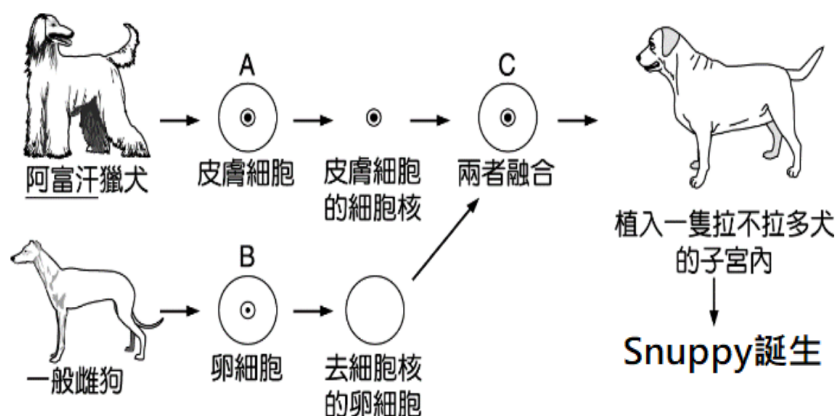 A
C
阿富汗獵犬
皮膚細胞
皮膚細胞
的細胞核
兩者融合
植入一隻拉不拉多犬
的子宮內
B
一般雌狗
卵細胞
去細胞核
的卵細胞
Snuppy誕生